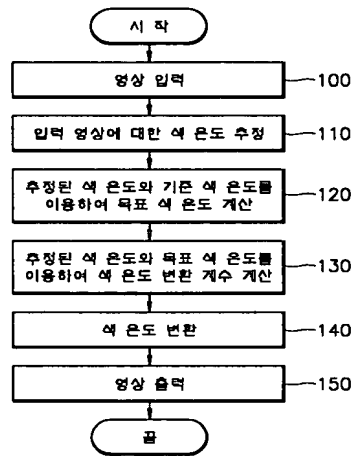 시 작
영상 입력
100
입력 영상에 대한 색 온도 추정
110
추정된 색 온도와 기준 색 온도를
이용하여 목표 색 온도 계산
120
추정된 색 온도와 목표 색 온도를
이용하여 색 온도 변환 계수 계산
130
색 온도 변환
140
영상 출력
150
끝